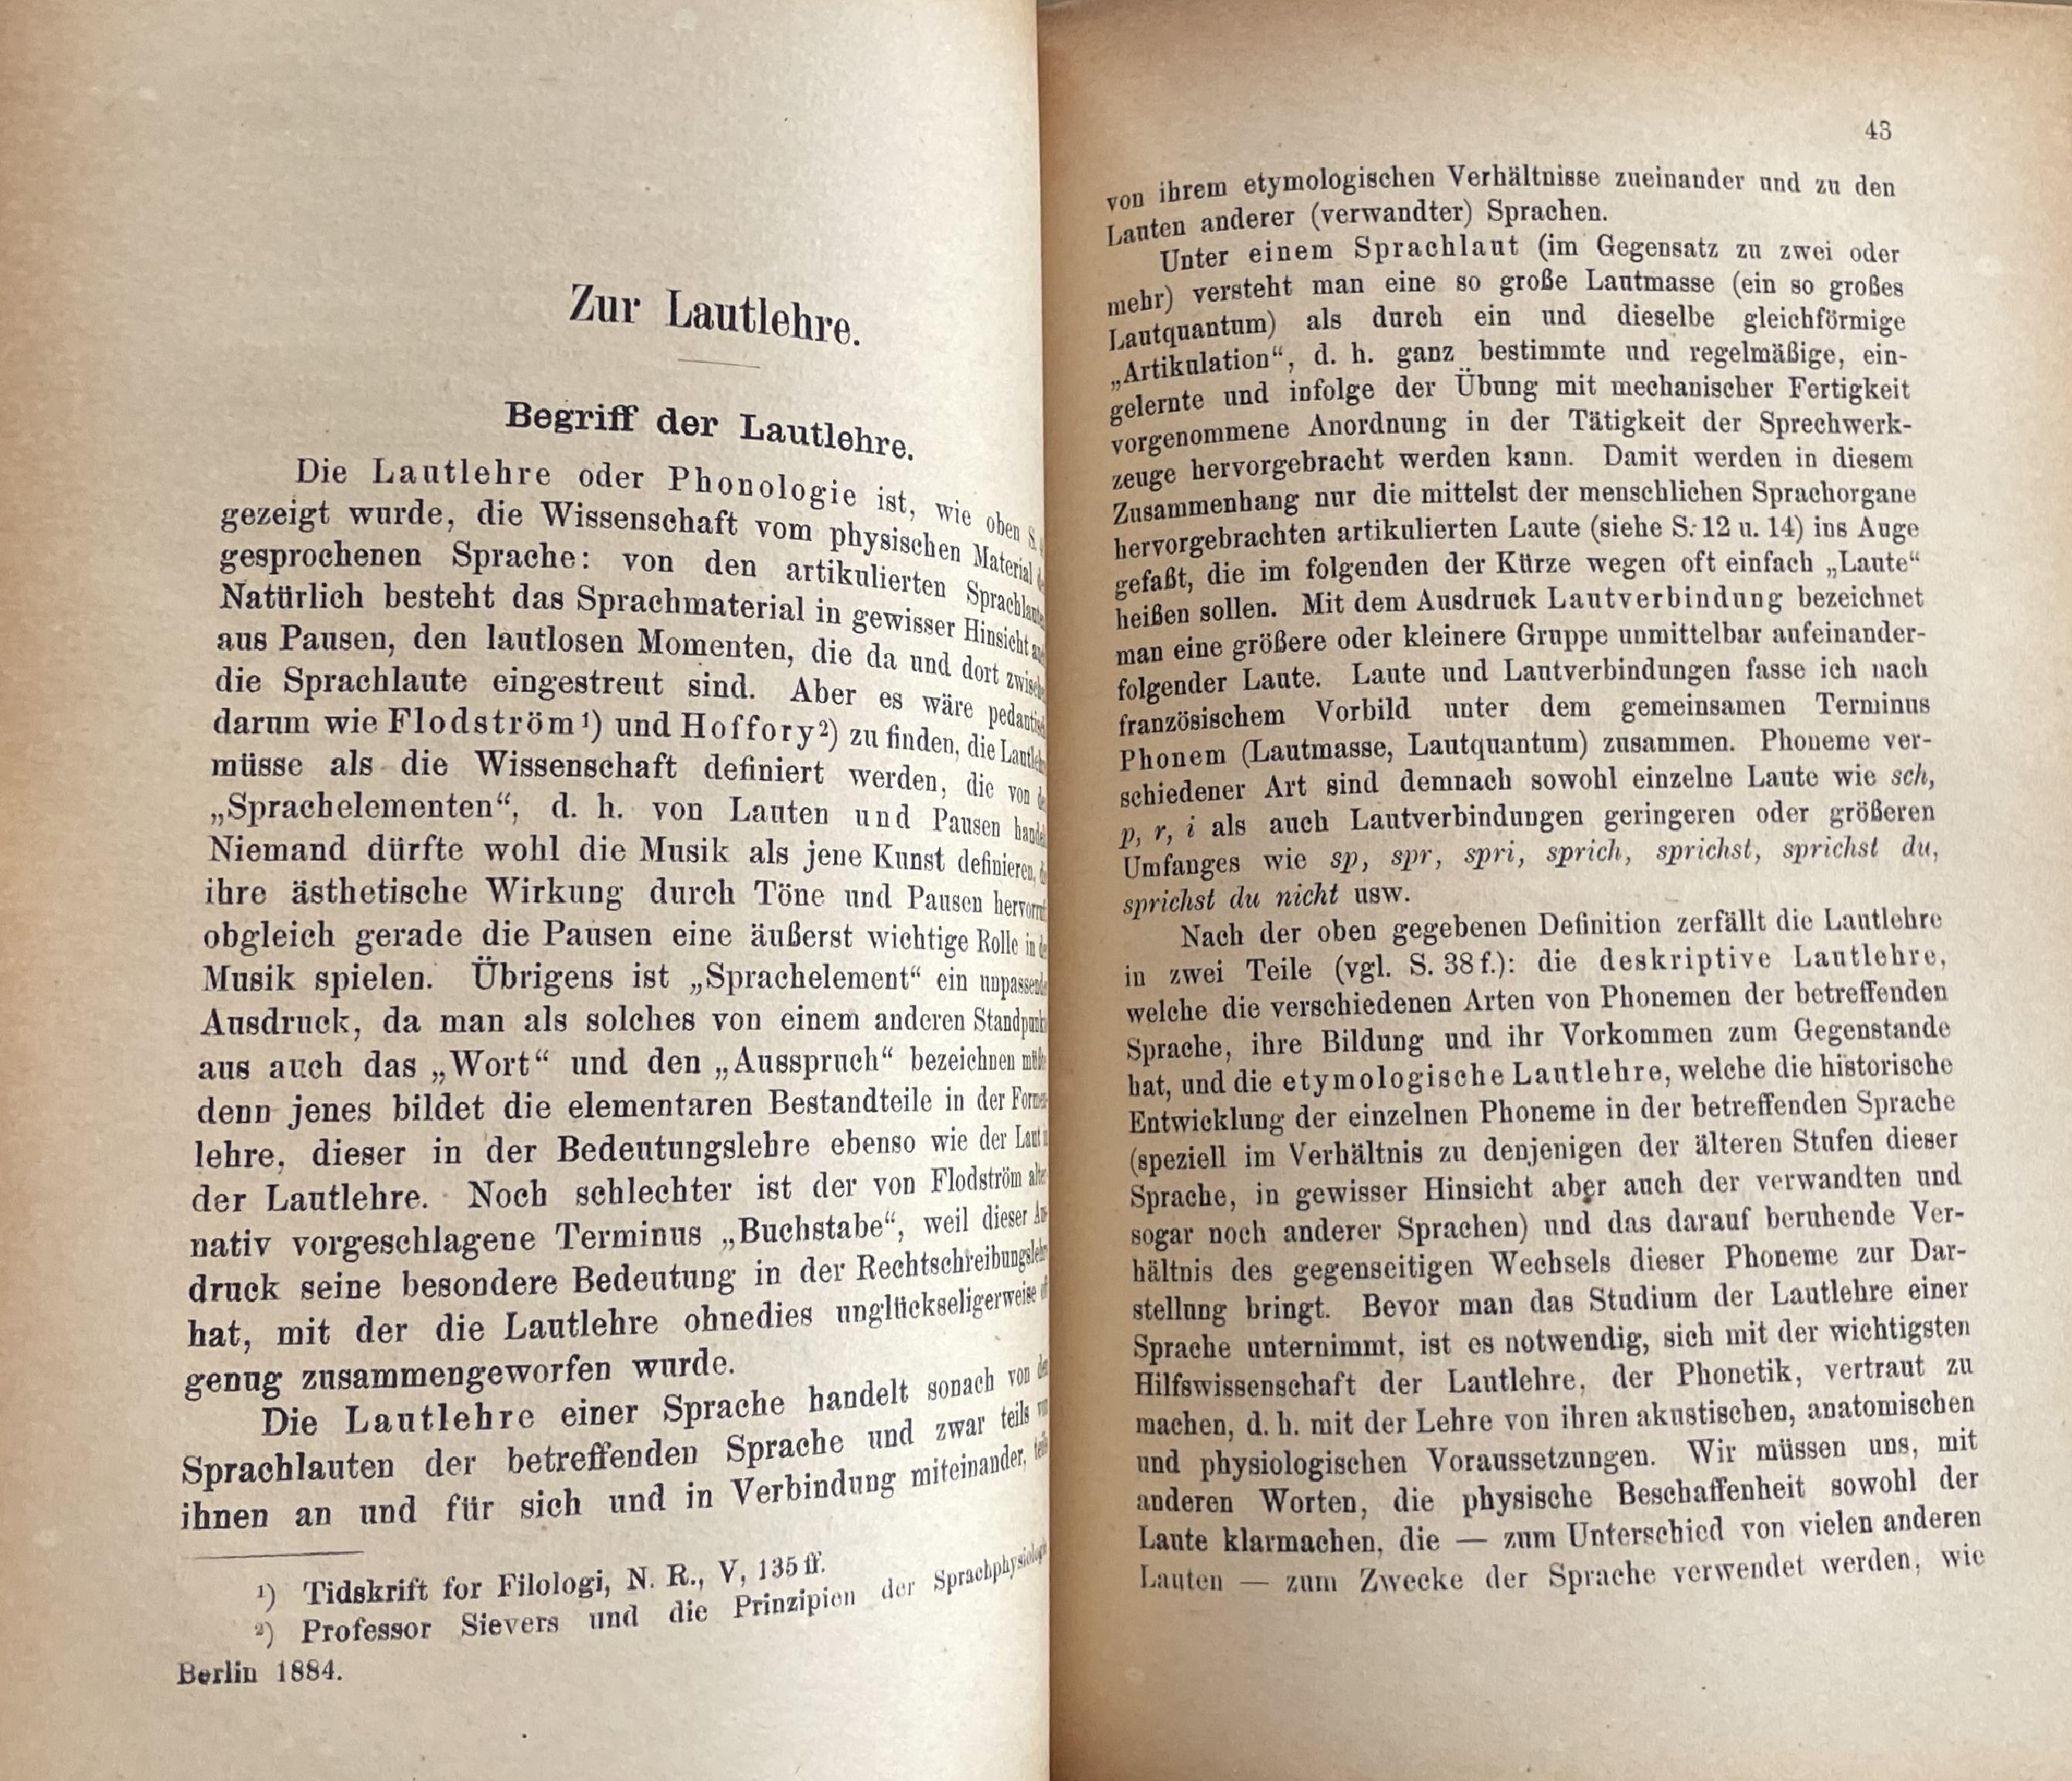 Zur Lautlehre.
Begriff der Lautlehre.
Die Lautlehre oder Phonologie ist, wie oben S.
gezeigt wurde, die Wissenschaft vom physischen Material
gesprochenen Sprache: von den artikulierten Sprachlauten
Natürlich besteht das Sprachmaterial in gewisser Hinsicht
aus Pausen, den lautlosen Momenten, die da und dort
die Sprachlaute eingestreut sind. Aber es wäre
darum wie Flodström¹) und Hoffory²) zu finden, die
müsse als die Wissenschaft definiert werden, die von
„Sprachelementen“, d. h. von Lauten und Pausen
Niemand dürfte wohl die Musik als jene Kunst definieren,
ihre ästhetische Wirkung durch Töne und Pausen
obgleich gerade die Pausen eine äußerst wichtige Rolle in
Musik spielen. Übrigens ist „Sprachelement“ ein
Ausdruck, da man als solches von einem anderen
aus auch das „Wort“ und den „Ausspruch“ bezeichnen
denn jenes bildet die elementaren Bestandteile in der
lehre, dieser in der Bedeutungslehre ebenso wie der Laut
der Lautlehre. Noch schlechter ist der von Flodström
nativ vorgeschlagene Terminus „Buchstabe“, weil dieser
druck seine besondere Bedeutung in der
hat, mit der die Lautlehre ohnedies unglückseligerweise
genug zusammengeworfen wurde.
Die Lautlehre einer Sprache handelt sonach von
Sprachlauten der betreffenden Sprache und zwar teils
ihnen an und für sich und in Verbindung miteinander,
¹) Tidskrift for Filologi, N. R., V, 135 ff.
²) Professor Sievers und die Prinzipien der
Berlin 1884.
43
von ihrem etymologischen Verhältnisse zueinander und zu den
Lauten anderer (verwandter) Sprachen.
Unter einem Sprachlaut (im Gegensatz zu zwei oder
mehr) versteht man eine so große Lautmasse (ein so großes
Lautquantum) als durch ein und dieselbe gleichförmige
„Artikulation“, d. h. ganz bestimmte und regelmäßige, ein-
gelernte und infolge der Übung mit mechanischer Fertigkeit
vorgenommene Anordnung in der Tätigkeit der Sprechwerk-
zeuge hervorgebracht werden kann. Damit werden in diesem
Zusammenhang nur die mittelst der menschlichen Sprachorgane
hervorgebrachten artikulierten Laute (siehe S. 12 u. 14) ins Auge
gefaßt, die im folgenden der Kürze wegen oft einfach „Laute“
heißen sollen. Mit dem Ausdruck Lautverbindung bezeichnet
man eine größere oder kleinere Gruppe unmittelbar aufeinander-
folgender Laute. Laute und Lautverbindungen fasse ich nach
französischem Vorbild unter dem gemeinsamen Terminus
Phonem (Lautmasse, Lautquantum) zusammen. Phoneme ver-
schiedener Art sind demnach sowohl einzelne Laute wie sch,
p, r, i als auch Lautverbindungen geringeren oder größeren
Umfanges wie sp, spr, spri, sprich, sprichst, sprichst du,
sprichst du nicht usw.
Nach der oben gegebenen Definition zerfällt die Lautlehre
in zwei Teile (vgl. S. 38 f.): die deskriptive Lautlehre,
welche die verschiedenen Arten von Phonemen der betreffenden
Sprache, ihre Bildung und ihr Vorkommen zum Gegenstande
hat, und die etymologische Lautlehre, welche die historische
Entwicklung der einzelnen Phoneme in der betreffenden Sprache
(speziell im Verhältnis zu denjenigen der älteren Stufen dieser
Sprache, in gewisser Hinsicht aber auch der verwandten und
sogar noch anderer Sprachen) und das darauf beruhende Ver-
hältnis des gegenseitigen Wechsels dieser Phoneme zur Dar-
stellung bringt. Bevor man das Studium der Lautlehre einer
Sprache unternimmt, ist es notwendig, sich mit der wichtigsten
Hilfswissenschaft der Lautlehre, der Phonetik, vertraut zu
machen, d. h. mit der Lehre von ihren akustischen, anatomischen
und physiologischen Voraussetzungen. Wir müssen uns, mit
anderen Worten, die physische Beschaffenheit sowohl der
Laute klarmachen, die — zum Unterschied von vielen anderen
Lauten — zum Zwecke der Sprache verwendet werden, wie